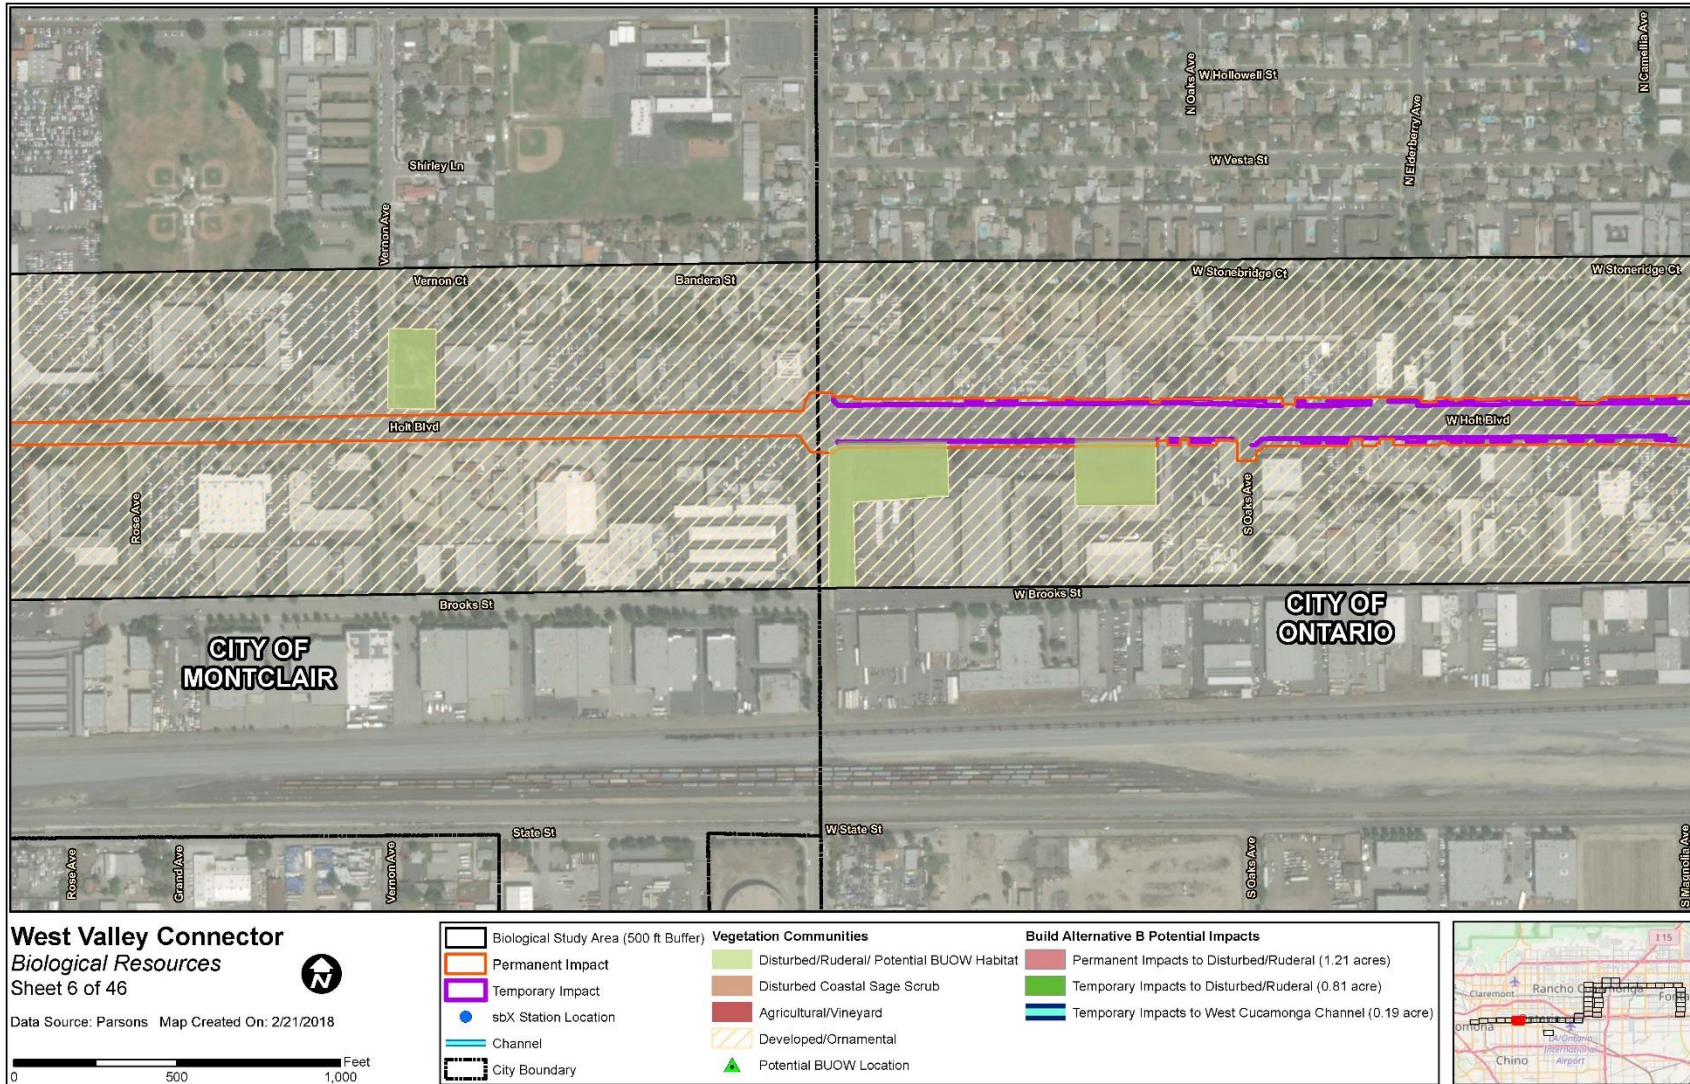 W Hollowell St
N Oaks Ave
N Elderberry Ave
N Camellia Ave
Shirley Ln
W Vesta St
Vernon Ave
Vernon Ct
Bandera St
W Stonebridge Ct
W Stoneridge Ct
Holt Blvd
W Holt Blvd
Rose Ave
S Oaks Ave
Brooks St
W Brooks St
CITY OF
MONTCLAIR
CITY OF
ONTARIO
State St
W State St
Rose Ave
Grand Ave
Vernon Ave
S Oaks Ave
S Magnolia Ave
West Valley Connector
Biological Resources
Sheet 6 of 46
N
Data Source: Parsons Map Created On: 2/21/2018
Feet
0 500 1,000
Biological Study Area (500 ft Buffer)
Permanent Impact
Temporary Impact
sbX Station Location
Channel
City Boundary
Vegetation Communities
Disturbed/Ruderal/ Potential BUOW Habitat
Disturbed Coastal Sage Scrub
Agricultural/Vineyard
Developed/Ornamental
Potential BUOW Location
Build Alternative B Potential Impacts
Permanent Impacts to Disturbed/Ruderal (1.21 acres)
Temporary Impacts to Disturbed/Ruderal (0.81 acre)
Temporary Impacts to West Cucamonga Channel (0.19 acre)
I 15
Claremont
Rancho Cucamonga
Fonta
omona
LA/Ontario
International
Airport
Chino